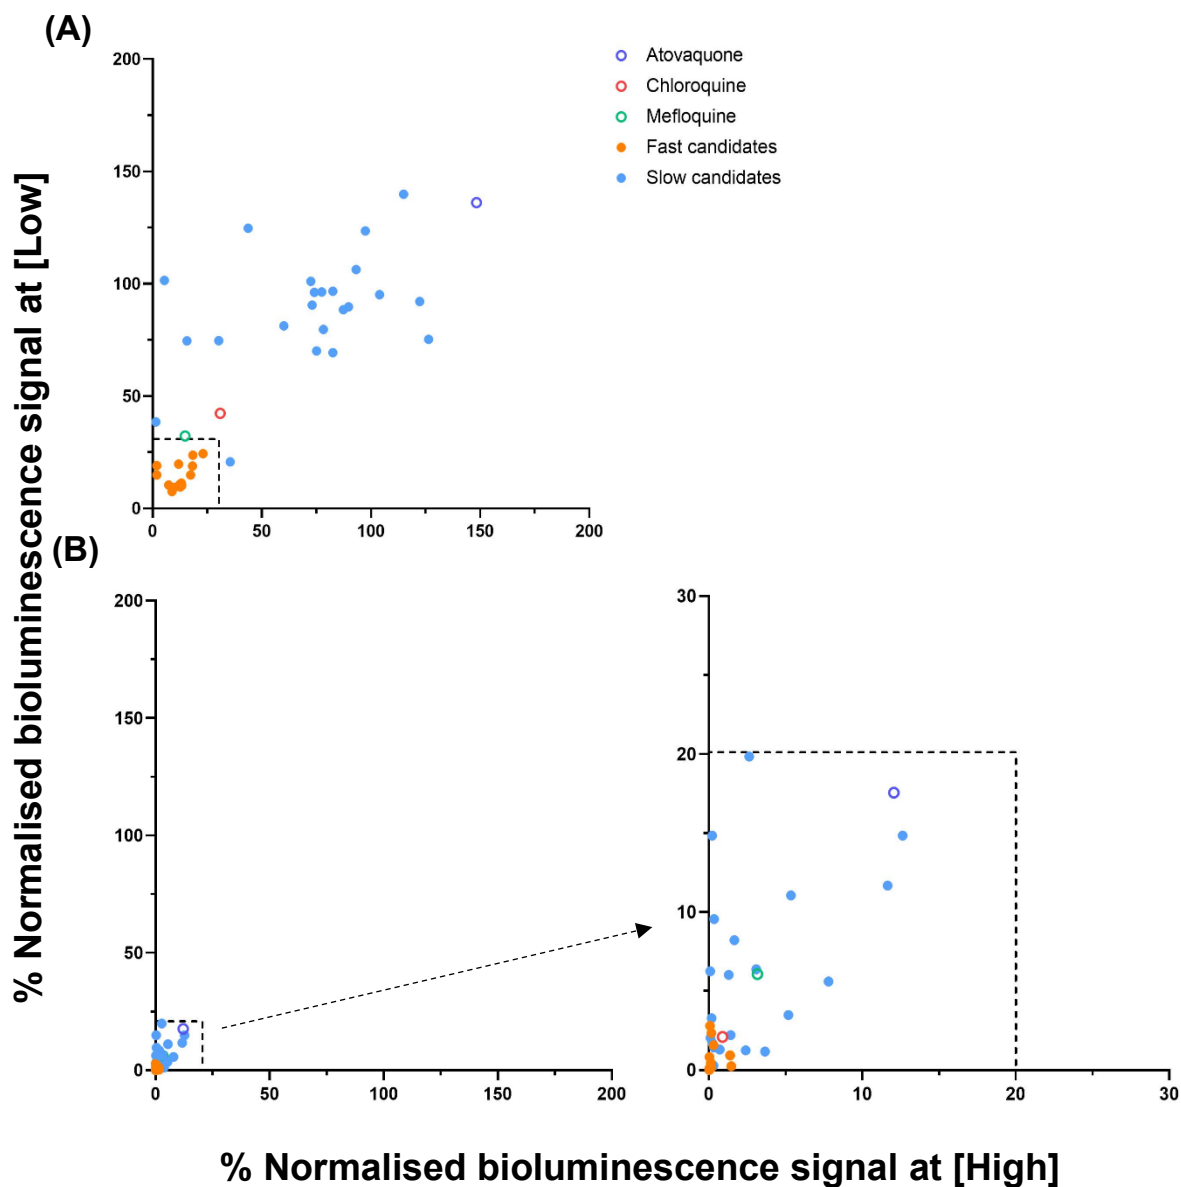 (A)
Atovaquone
Chloroquine
Mefloquine
Fast candidates
Slow candidates
200
150
100
50
0
0 50 100 150 200
% Normalised bioluminescence signal at [Low]
(B)
200
150
100
50
0
0 50 100 150 200
30
20
10
0
0 10 20 30
% Normalised bioluminescence signal at [High]